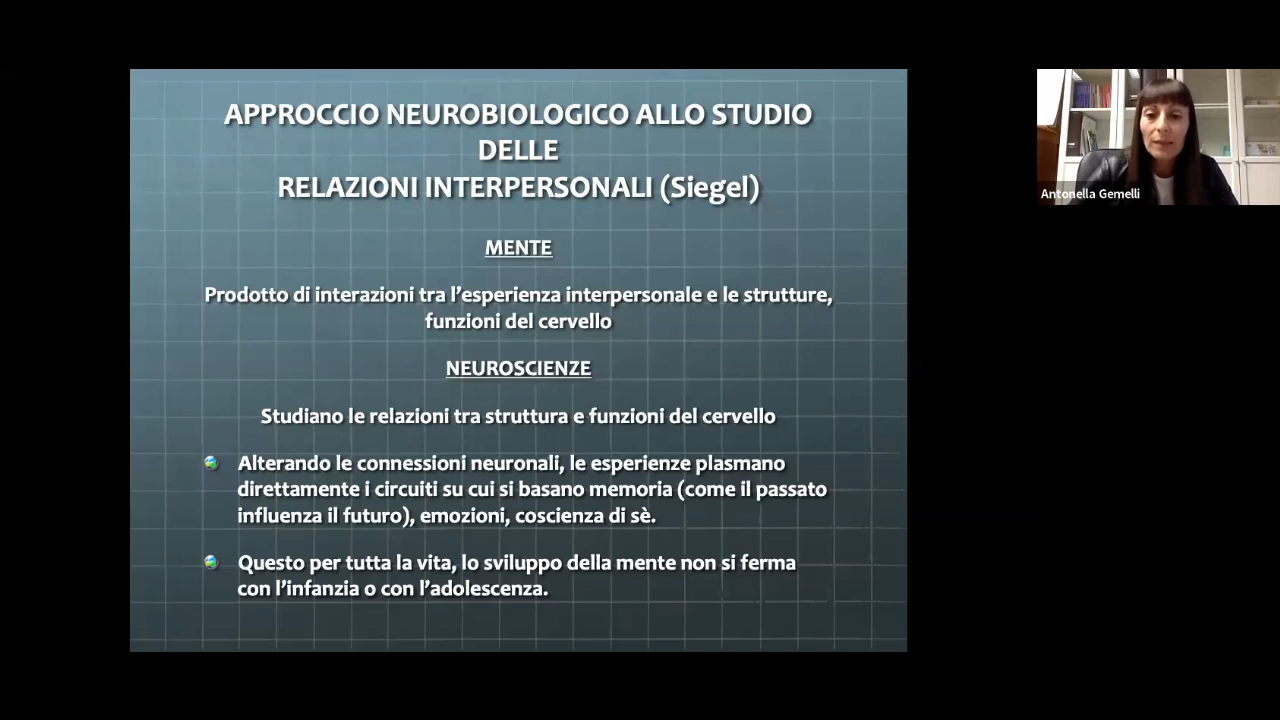 APPROCCIO NEUROBIOLOGICO ALLO STUDIO
DELLE
RELAZIONI INTERPERSONALI (Siegel)
MENTE
Prodotto di interazioni tra l'esperienza interpersonale e le strutture,
funzioni del cervello
NEUROSCIENZE
Studiano le relazioni tra struttura e funzioni del cervello
Alterando le connessioni neuronali, le esperienze plasmano
direttamente i circuiti su cui si basano memoria (come il passato
influenza il futuro), emozioni, coscienza di sè.
Questo per tutta la vita, lo sviluppo della mente non si ferma
con l'infanzia o con l'adolescenza.
Antonella Gemelli